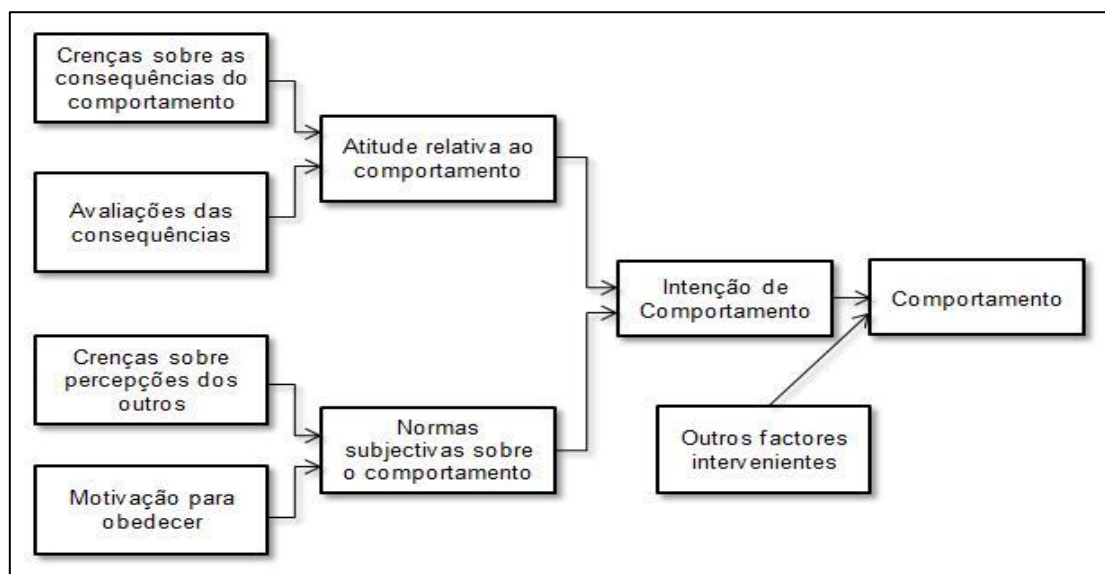 Crenças sobre as
consequências do
comportamento
Avaliações das
consequências
Atitude relativa ao
comportamento
Crenças sobre
percepções dos
outros
Motivação para
obedecer
Normas
subjectivas sobre
o comportamento
Intenção de
Comportamento
Comportamento
Outros factores
intervenientes